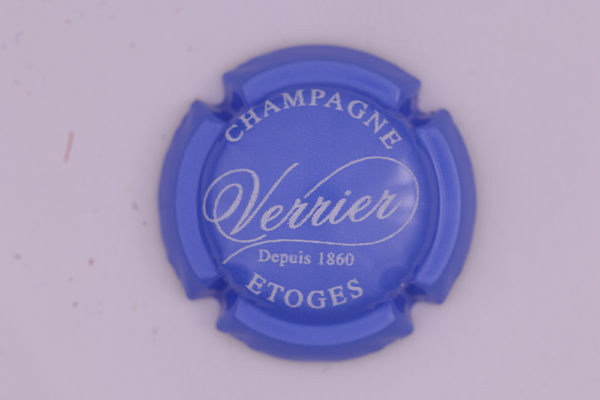 CHAMPAGNE
Verrier
Depuis 1860
ETOGES